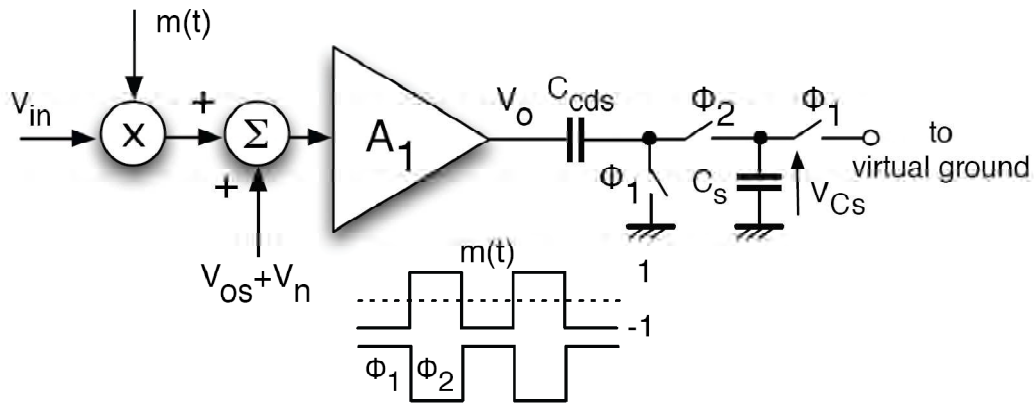 m(t)
V_in
X
+
Σ
+
V_os+V_n
A_1
V_o
C_cds
Φ_2
Φ_1
to
virtual ground
Φ_1
C_s
V_Cs
m(t)
1
-1
Φ_1
Φ_2